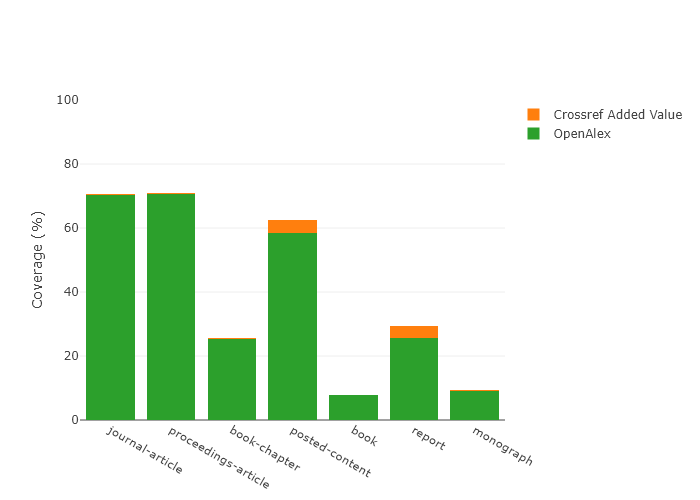 100
80
60
40
20
0
Coverage (%)
journal-article
proceedings-article
book-chapter
posted-content
book
report
monograph
Crossref Added Value
OpenAlex